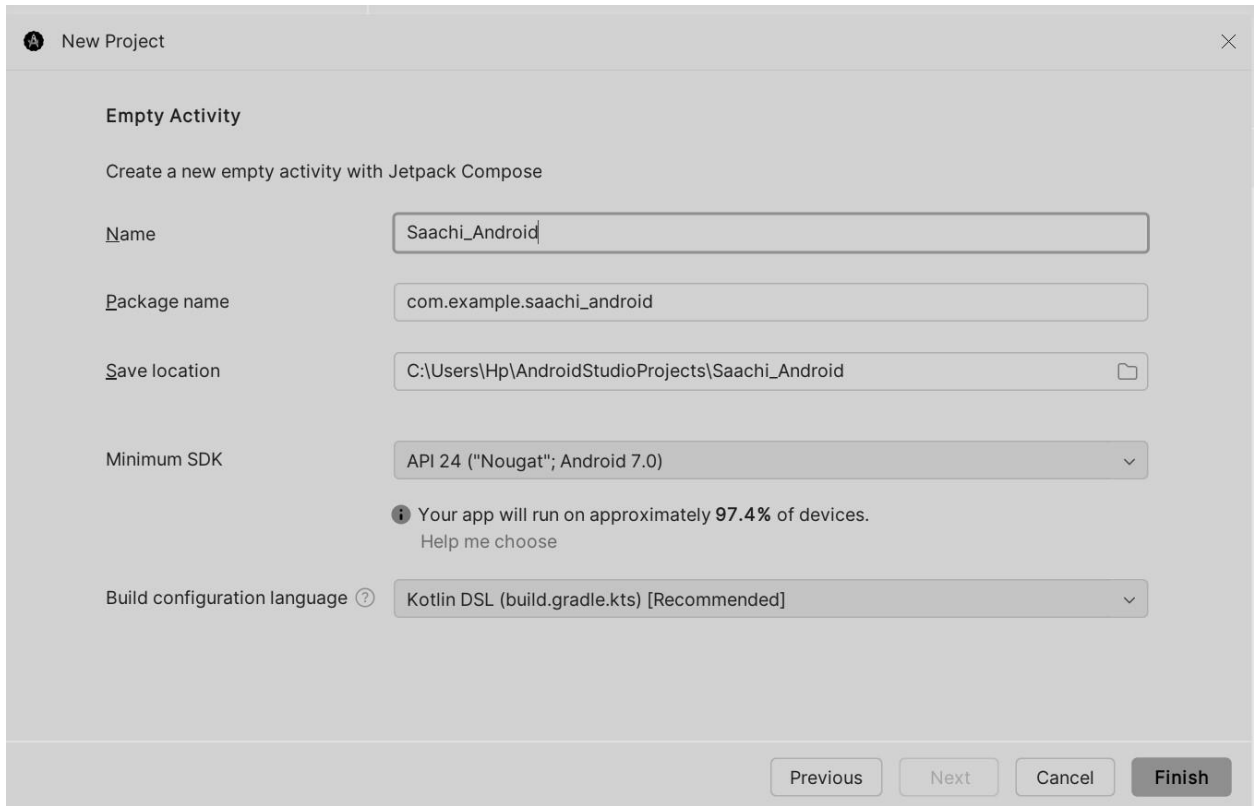 New Project
Empty Activity
Create a new empty activity with Jetpack Compose
Name Saachi_Android
Package name com.example.saachi_android
Save location C:\Users\Hp\AndroidStudioProjects\Saachi_Android
Minimum SDK API 24 ("Nougat"; Android 7.0)
Your app will run on approximately 97.4% of devices.
Help me choose
Build configuration language ? Kotlin DSL (build.gradle.kts) [Recommended]
Previous Next Cancel Finish